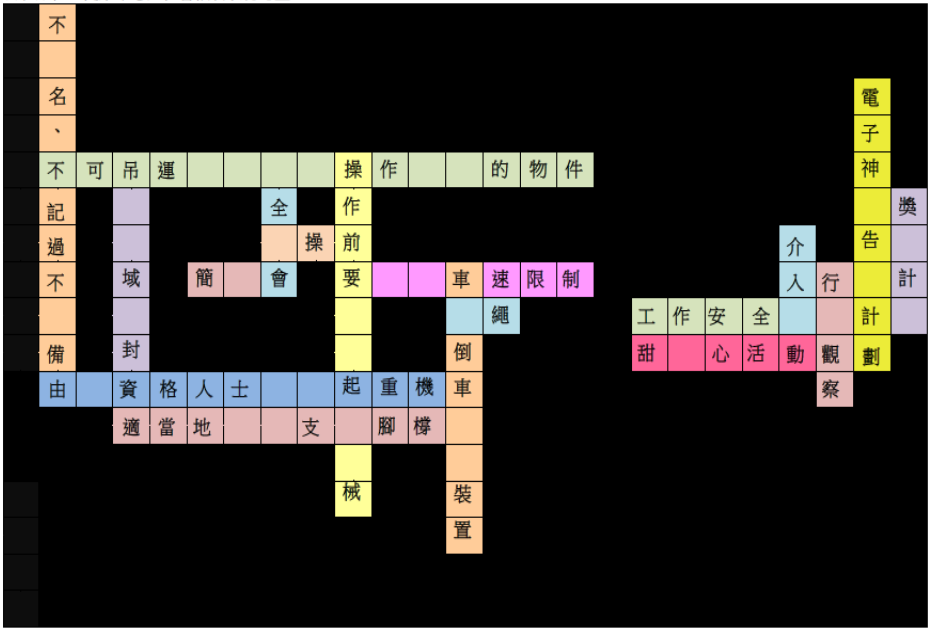 不
名 電
、 子
不 可 吊 運 操 作 的 物 件 神
記 全 作 獎
過 操 前 介 告
不 域 簡 會 要 車 速 限 制 人 行 計
繩 工 作 安 全 計
備 封 倒 甜 心 活 動 觀 劃
由 資 格 人 士 起 重 機 車 察
適 當 地 支 腳 撐
械 裝
置